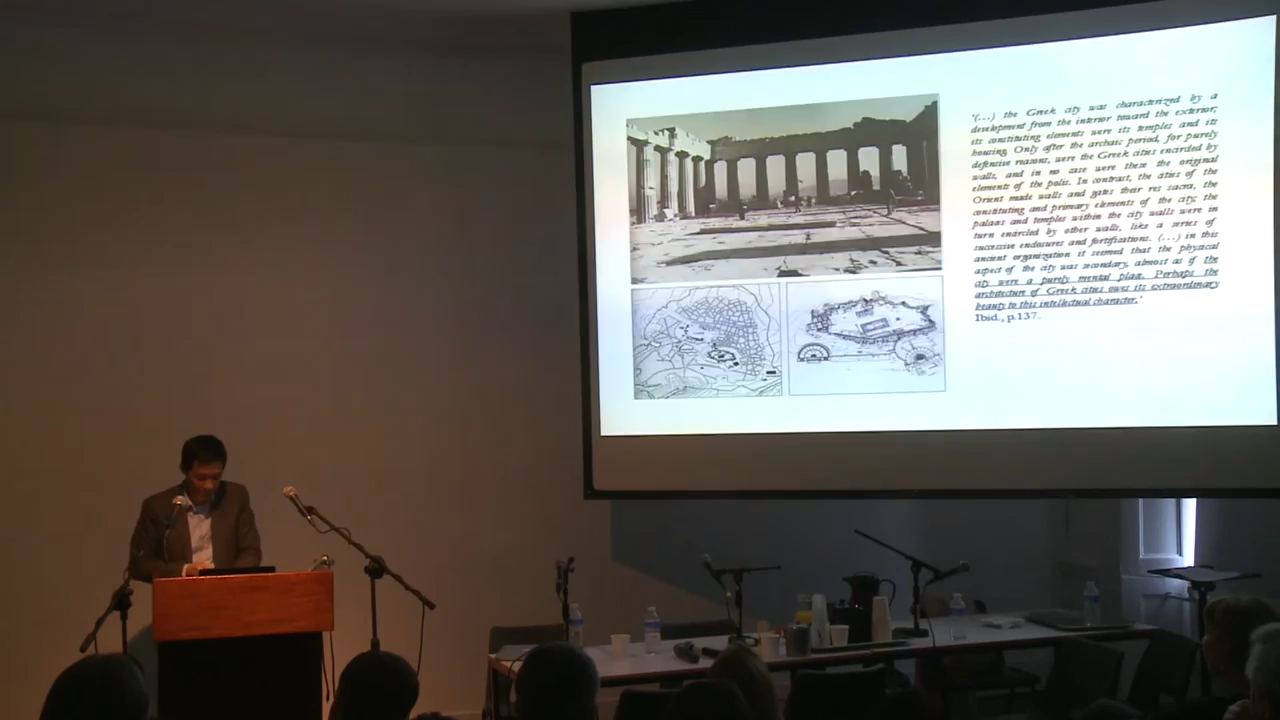 '(...) the Greek city was characterized by a
development from the interior toward the exterior;
its constituting elements were its temples and its
housing. Only after the archaic period, for purely
defensive reasons, were the Greek cities encircled by
walls, and in no case were these the original
elements of the polis. In contrast, the cities of the
Orient made walls and gates their res sacra, the
constituting and primary elements of the city; the
palaces and temples within the city walls were in
turn encircled by other walls, like a series of
successive enclosures and fortifications. (...) in this
ancient organization it seemed that the physical
aspect of the city was secondary, almost as if the
city were a purely mental place. Perhaps the
architecture of Greek cities owes its extraordinary
beauty to this intellectual character.'
Ibid., p.137.